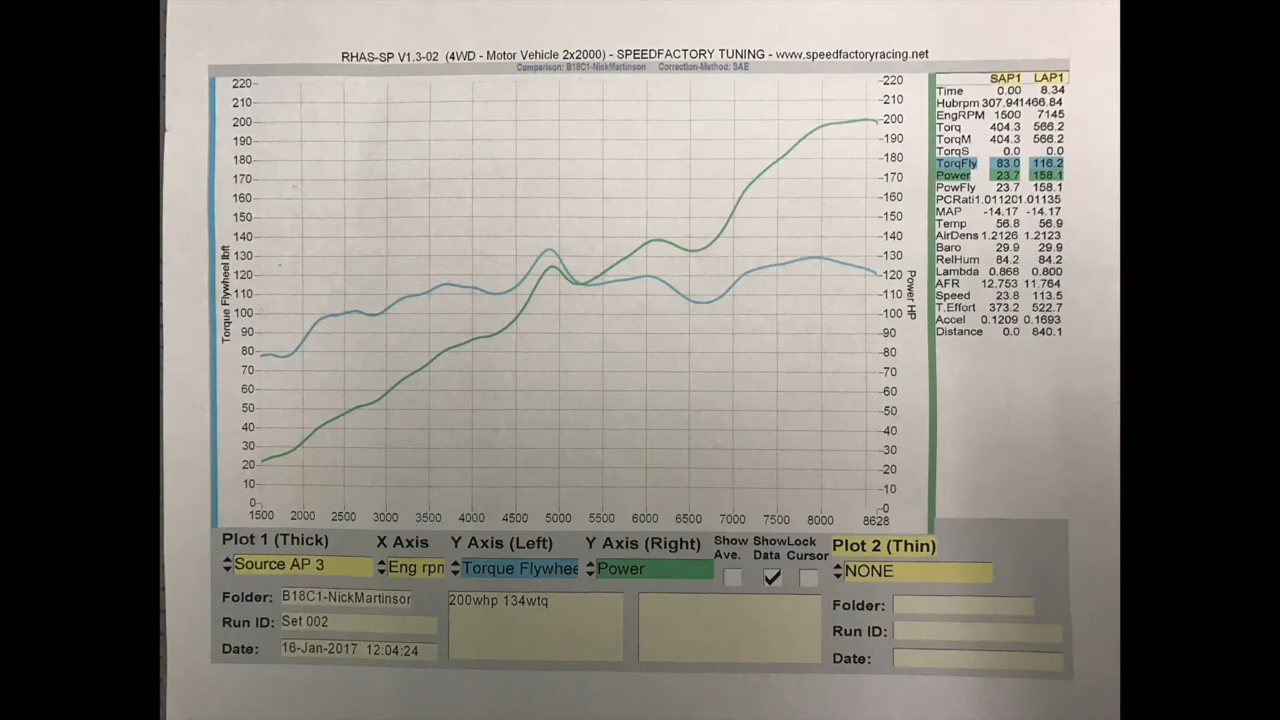 RHAS-SP V1.3-02 (4WD - Motor Vehicle 2x2000) - SPEEDFACTORY TUNING - www.speedfactoryracing.net
Comparison: B18C1-NickMartinson Correction-Method: SAE
220
210
200
190
180
170
160
150
140
130
120
110
100
90
80
70
60
50
40
30
20
10
0
Torque Flywheel lbft
220
210
200
190
180
170
160
150
140
130
120
110
100
90
80
70
60
50
40
30
20
10
0
Power HP
1500 2000 2500 3000 3500 4000 4500 5000 5500 6000 6500 7000 7500 8000 8628
SAP1 LAP1
Time 0.00 8.34
Hubrpm 307.941466.84
EngRPM 1500 7145
Torq 404.3 566.2
TorqM 404.3 566.2
TorqS 0.0 0.0
TorqFly 83.0 116.2
Power 23.7 158.1
PowFly 23.7 158.1
PCRati1.011201.01135
MAP -14.17 -14.17
Temp 56.8 56.9
AirDens 1.2126 1.2123
Baro 29.9 29.9
RelHum 84.2 84.2
Lambda 0.868 0.800
AFR 12.753 11.764
Speed 23.8 113.5
T.Effort 373.2 522.7
Accel 0.1209 0.1693
Distance 0.0 840.1
Plot 1 (Thick) X Axis Y Axis (Left) Y Axis (Right) Show Ave. Show Data Lock Cursor Plot 2 (Thin)
Source AP 3 Eng rpn Torque Flywhee Power NONE
Folder: B18C1-NickMartinsor
Run ID: Set 002
Date: 16-Jan-2017 12:04:24
200whp 134wtq
Folder:
Run ID:
Date: